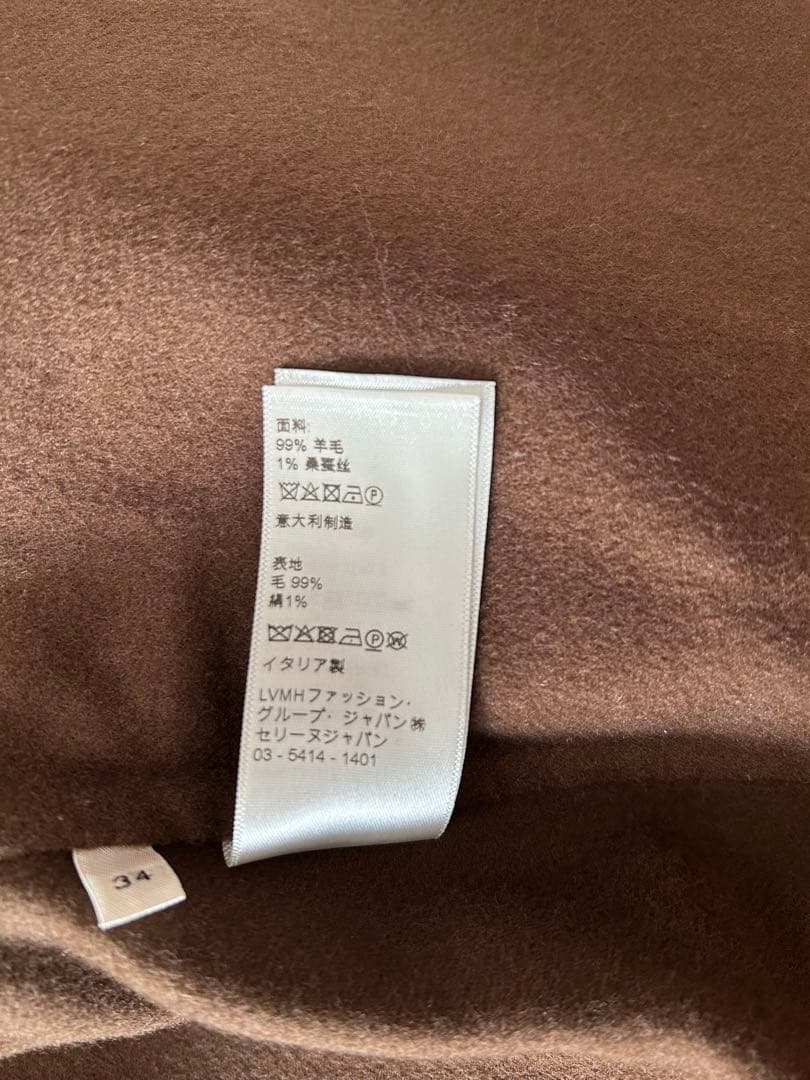 面料:
99% 羊毛
1% 桑蚕丝
P
意大利制造
表地
毛 99%
絹1%
P W
イタリア製
LVMHファッション・
グループ・ジャパン㈱
セリーヌジャパン
03 - 5414 - 1401
34